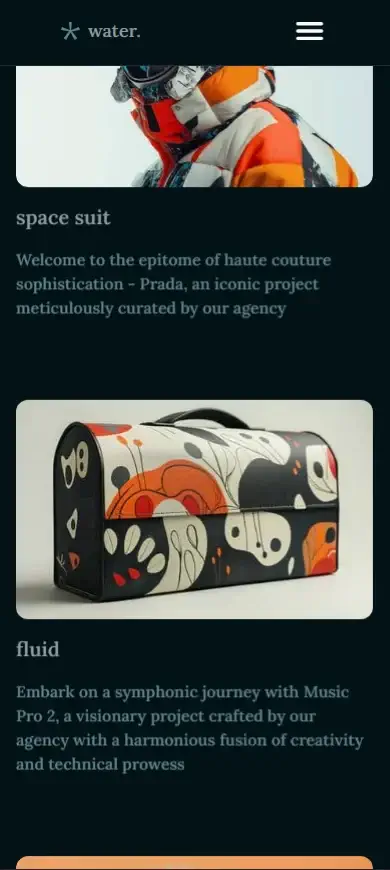 water.
space suit
Welcome to the epitome of haute couture
sophistication - Prada, an iconic project
meticulously curated by our agency
fluid
Embark on a symphonic journey with Music
Pro 2, a visionary project crafted by our
agency with a harmonious fusion of creativity
and technical prowess